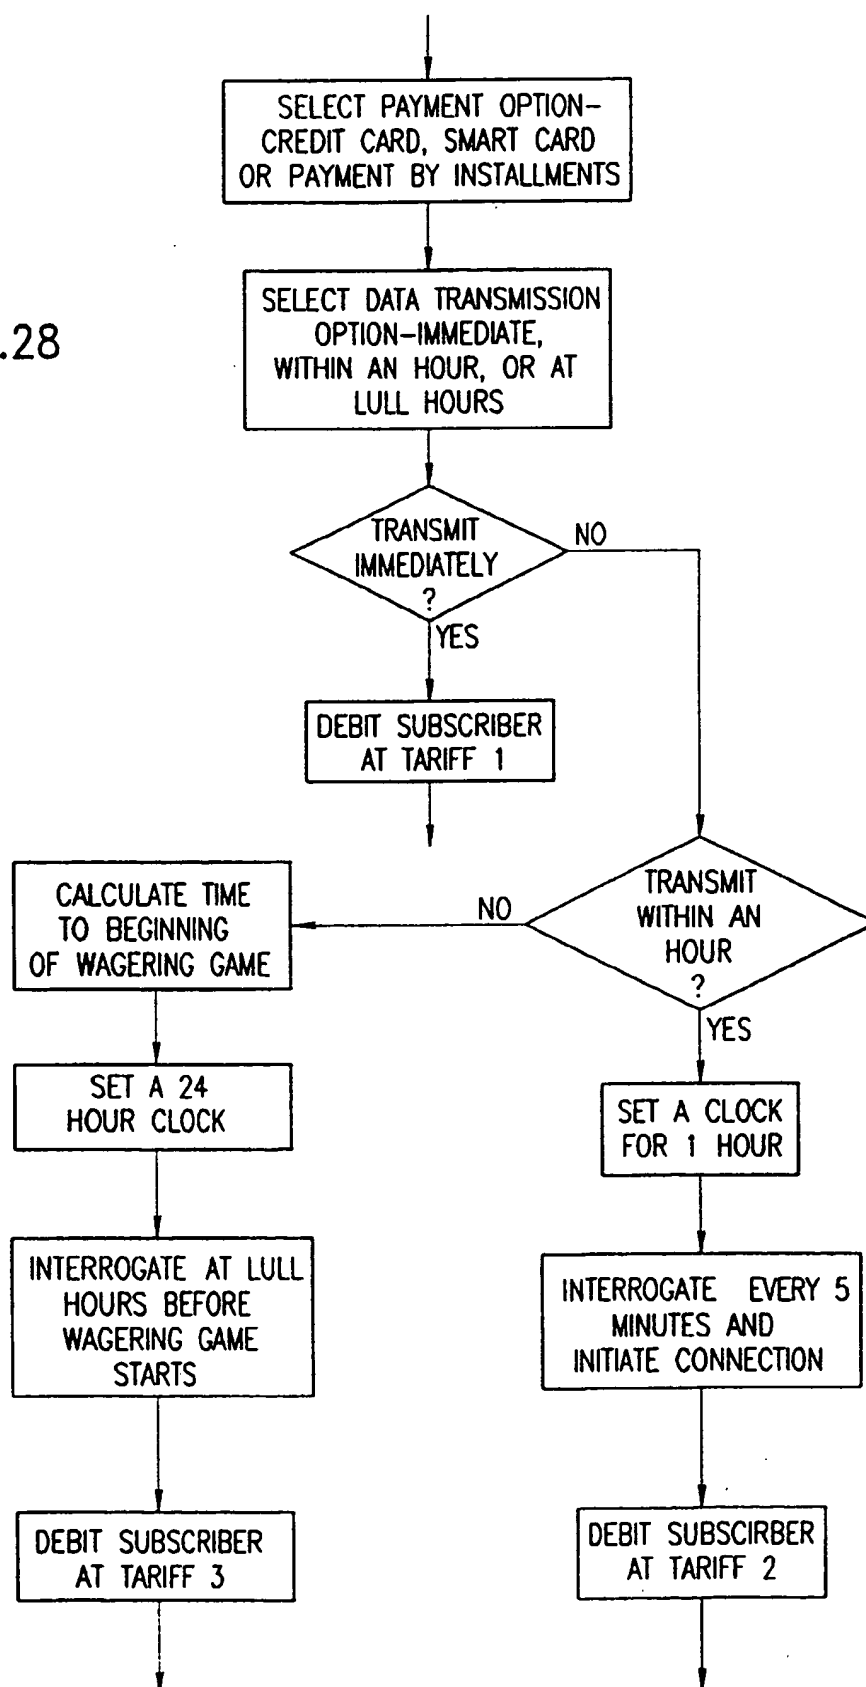 SELECT PAYMENT OPTION-
CREDIT CARD, SMART CARD
OR PAYMENT BY INSTALLMENTS
.28
SELECT DATA TRANSMISSION
OPTION-IMMEDIATE,
WITHIN AN HOUR, OR AT
LULL HOURS
TRANSMIT
IMMEDIATELY
?
NO
YES
DEBIT SUBSCRIBER
AT TARIFF 1
TRANSMIT
WITHIN AN
HOUR
?
NO
YES
CALCULATE TIME
TO BEGINNING
OF WAGERING GAME
SET A 24
HOUR CLOCK
INTERROGATE AT LULL
HOURS BEFORE
WAGERING GAME
STARTS
DEBIT SUBSCRIBER
AT TARIFF 3
SET A CLOCK
FOR 1 HOUR
INTERROGATE EVERY 5
MINUTES AND
INITIATE CONNECTION
DEBIT SUBSCIRBER
AT TARIFF 2